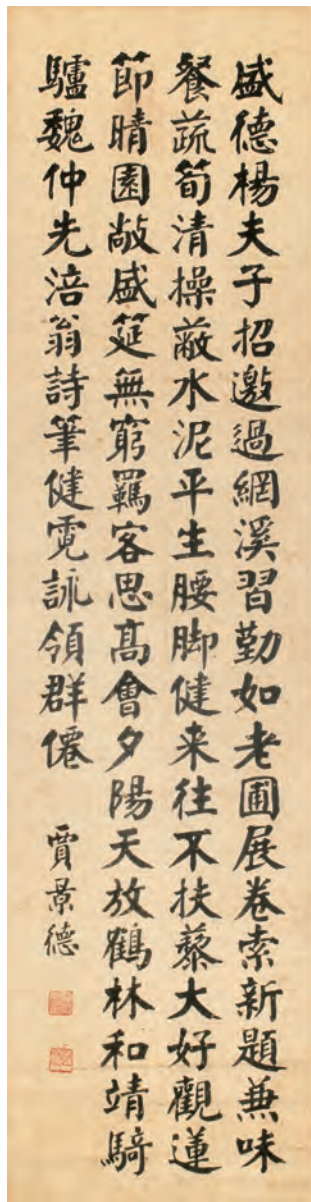 盛德楊夫子招邀過網溪習勤如老圃展卷索新題兼味
餐蔬筍清操蔽水泥平生腰脚健来往不扶藜大好觀蓮
節晴園敞盛筵無窮羈客思高會夕陽天放鶴林和靖騎
驢魏仲先涪翁詩筆健霓詠領群僊
賈景德